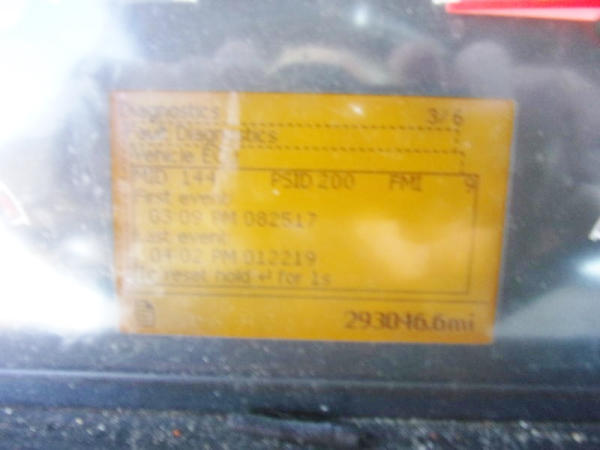 Diagnostics 3/6
Fault Diagnostics
Vehicle ECU
MID 144 PSID 200 FMI 9
First event
03 09 PM 082517
Last event
04 02 PM 012219
To reset hold ↵ for 1s
293046.6mi